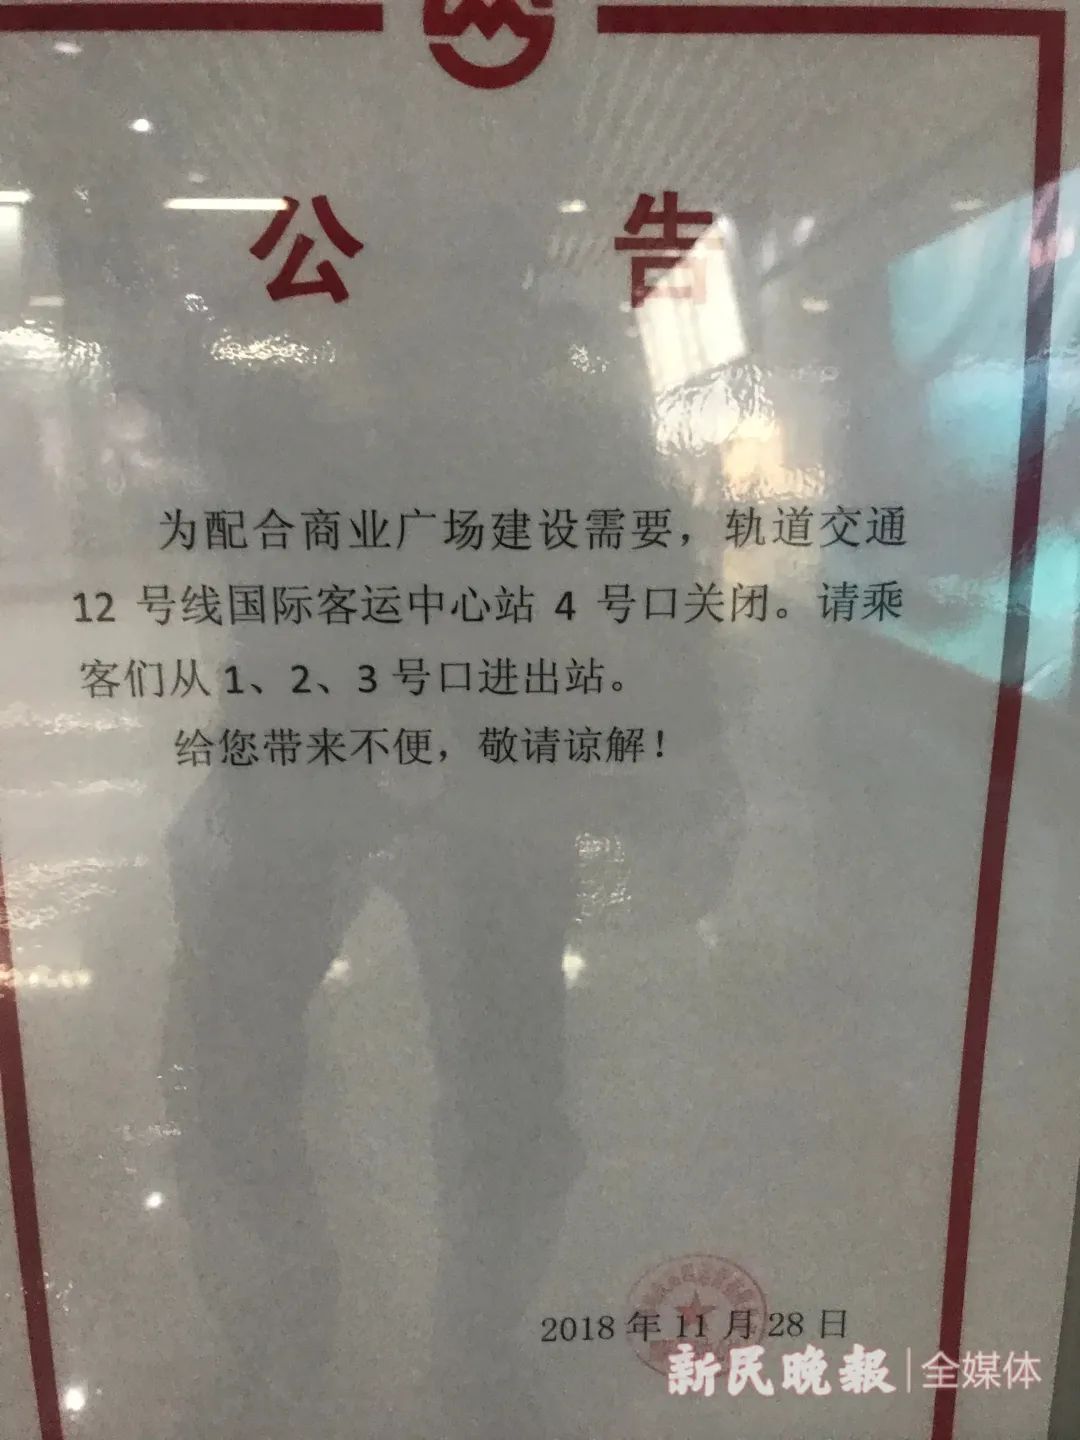 公 告
为配合商业广场建设需要，轨道交通
12 号线国际客运中心站 4 号口关闭。请乘
客们从 1、2、3 号口进出站。
给您带来不便，敬请谅解！
2018 年 11 月 28 日
新民晚报|全媒体